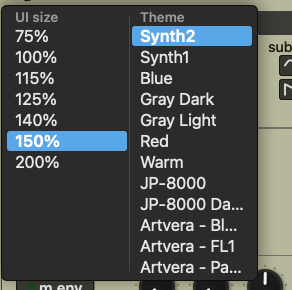 UI size
75%
100%
115%
125%
140%
150%
200%
Theme
Synth2
Synth1
Blue
Gray Dark
Gray Light
Red
Warm
JP-8000
JP-8000 Da...
Artvera - Bl...
Artvera - FL1
Artvera - Pa...
sub
m env